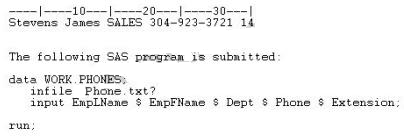 ----|----10---|----20---|----30---|
Stevens James SALES 304-923-3721 14
The following SAS program is submitted:
data WORK.PHONES;
infile Phone.txt?
input EmpLName $ EmpFName $ Dept $ Phone $ Extension;
run;